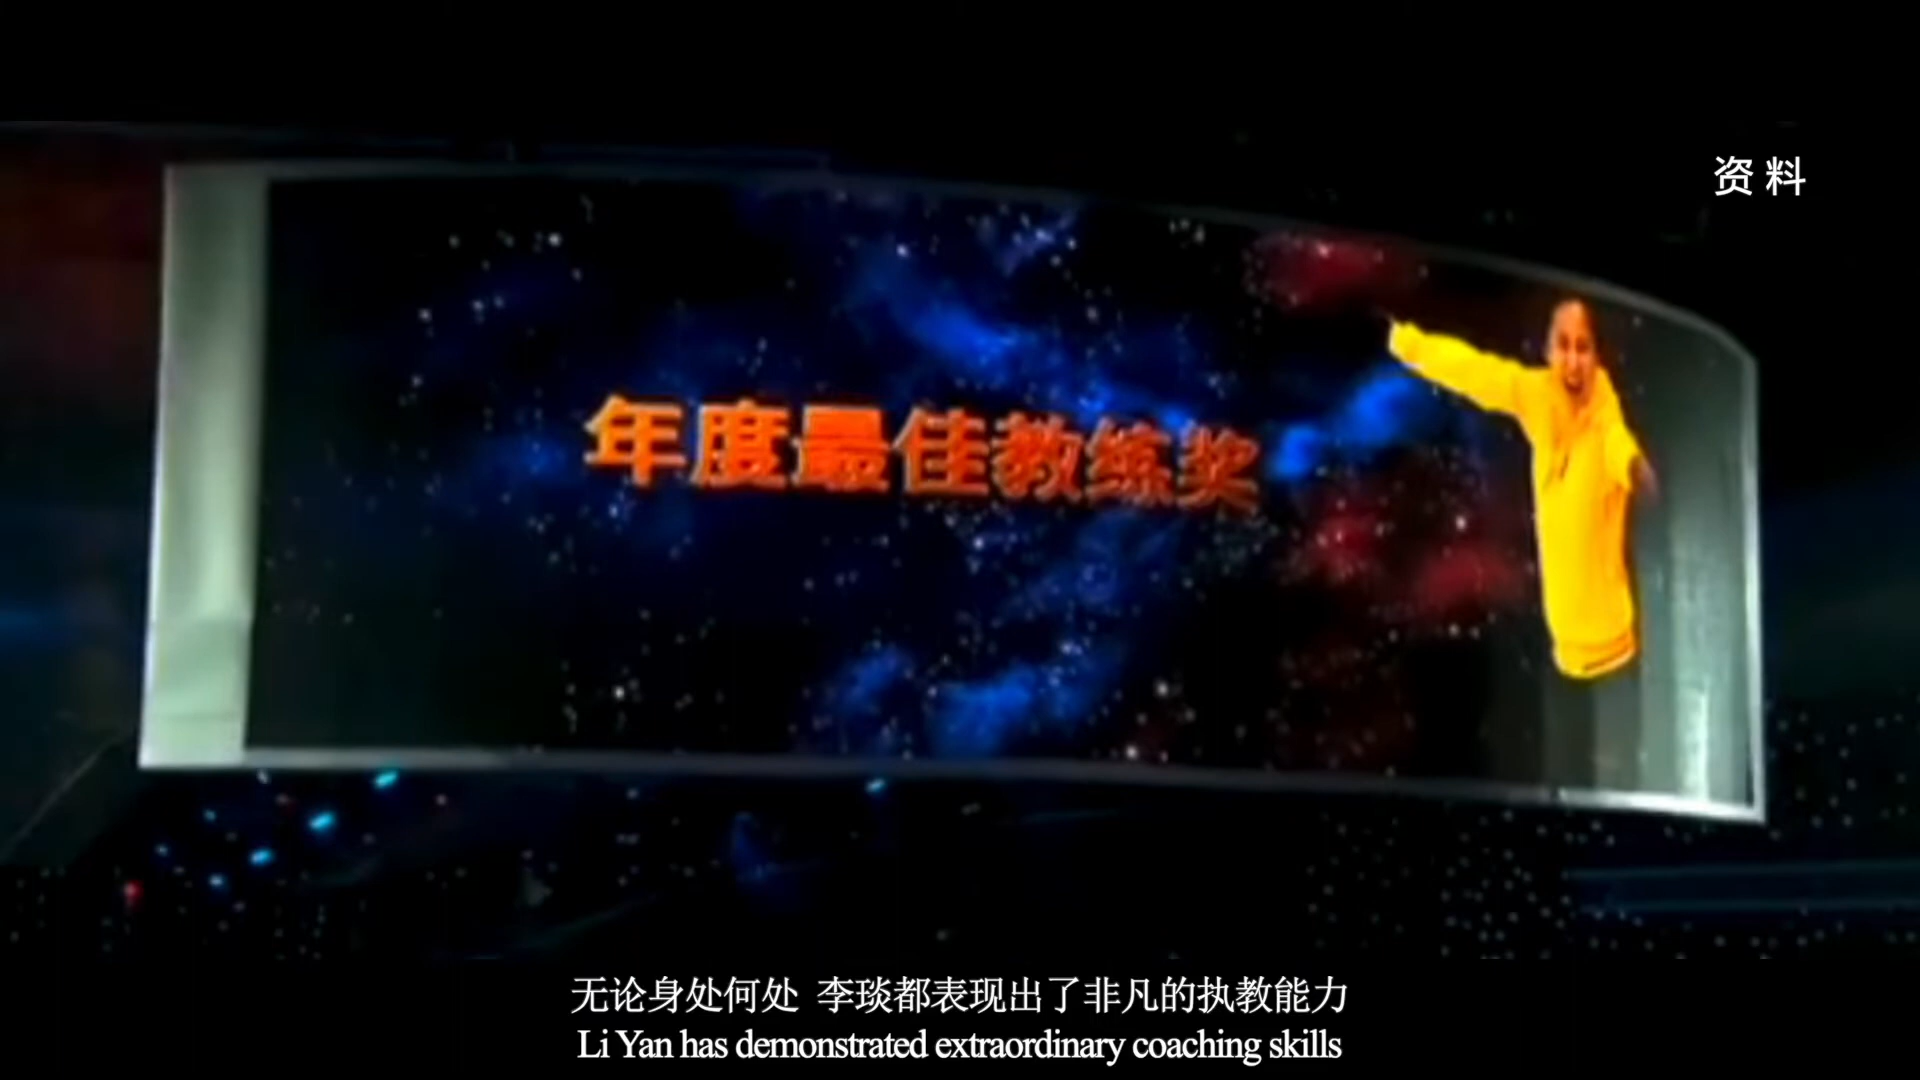 资料
年度最佳教练奖
无论身处何处 李琰都表现出了非凡的执教能力
Li Yan has demonstrated extraordinary coaching skills